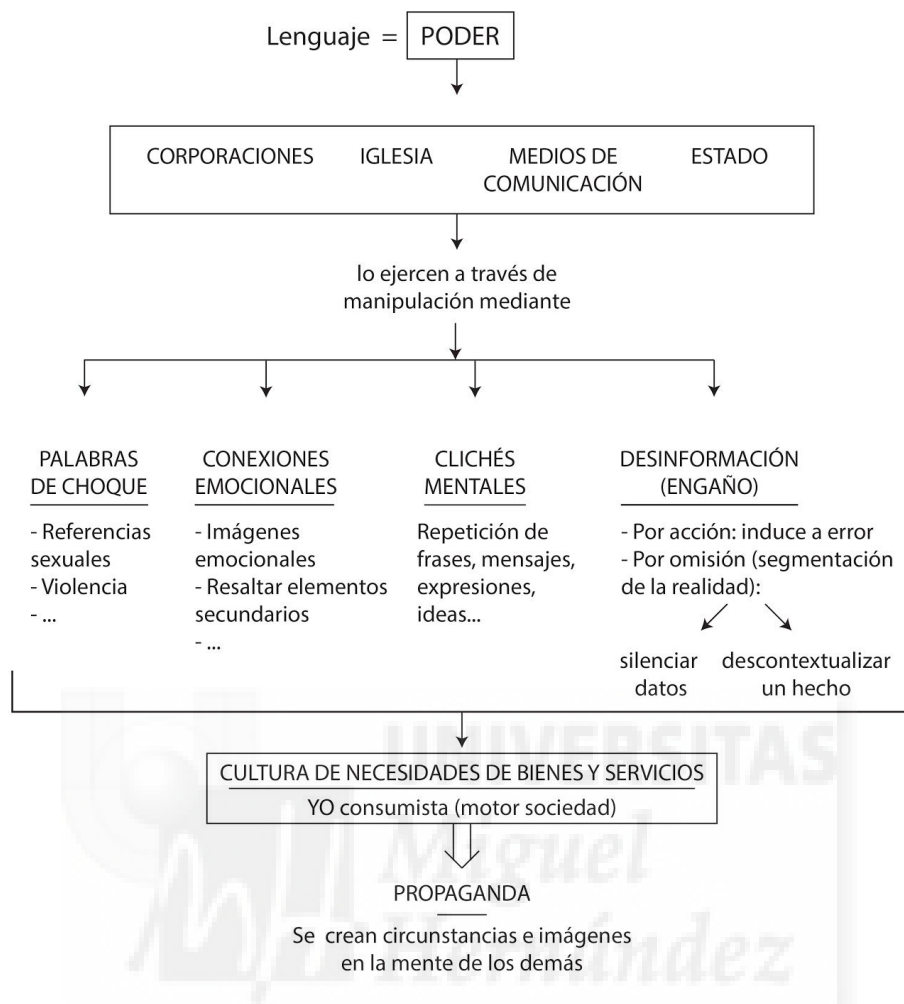 Lenguaje = PODER
CORPORACIONES IGLESIA MEDIOS DE COMUNICACIÓN ESTADO
lo ejercen a través de
manipulación mediante
PALABRAS
DE CHOQUE
- Referencias
sexuales
- Violencia
- ...
CONEXIONES
EMOCIONALES
- Imágenes
emocionales
- Resaltar elementos
secundarios
- ...
CLICHÉS
MENTALES
Repetición de
frases, mensajes,
expresiones,
ideas...
DESINFORMACIÓN
(ENGAÑO)
- Por acción: induce a error
- Por omisión (segmentación
de la realidad):
silenciar
datos
descontextualizar
un hecho
CULTURA DE NECESIDADES DE BIENES Y SERVICIOS
YO consumista (motor sociedad)
PROPAGANDA
Se crean circunstancias e imágenes
en la mente de los demás
UNIVERSITAS
Miguel
Hernández